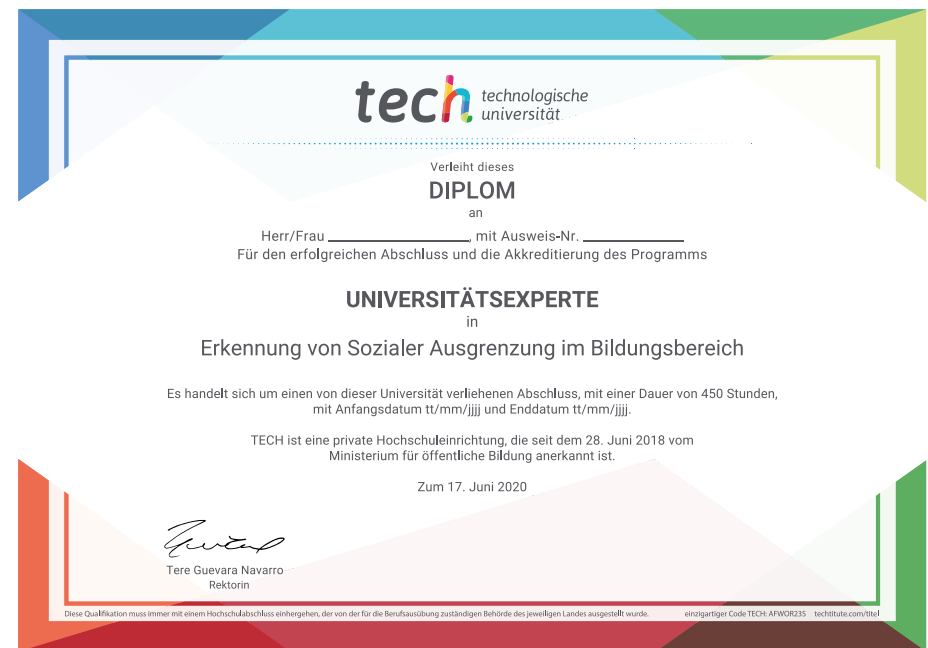 tech technologische
universität
Verleiht dieses
DIPLOM
an
Herr/Frau ____________________, mit Ausweis-Nr. ______________
Für den erfolgreichen Abschluss und die Akkreditierung des Programms
UNIVERSITÄTSEXPERTE
in
Erkennung von Sozialer Ausgrenzung im Bildungsbereich
Es handelt sich um einen von dieser Universität verliehenen Abschluss, mit einer Dauer von 450 Stunden,
mit Anfangsdatum tt/mm/jjjj und Enddatum tt/mm/jjjj.
TECH ist eine private Hochschuleinrichtung, die seit dem 28. Juni 2018 vom
Ministerium für öffentliche Bildung anerkannt ist.
Zum 17. Juni 2020
Tere Guevara Navarro
Rektorin
Diese Qualifikation muss immer mit einem Hochschulabschluss einhergehen, der von der für die Berufsausübung zuständigen Behörde des jeweiligen Landes ausgestellt wurde. einzigartiger Code TECH: AFWOR23S techtitute.com/titel